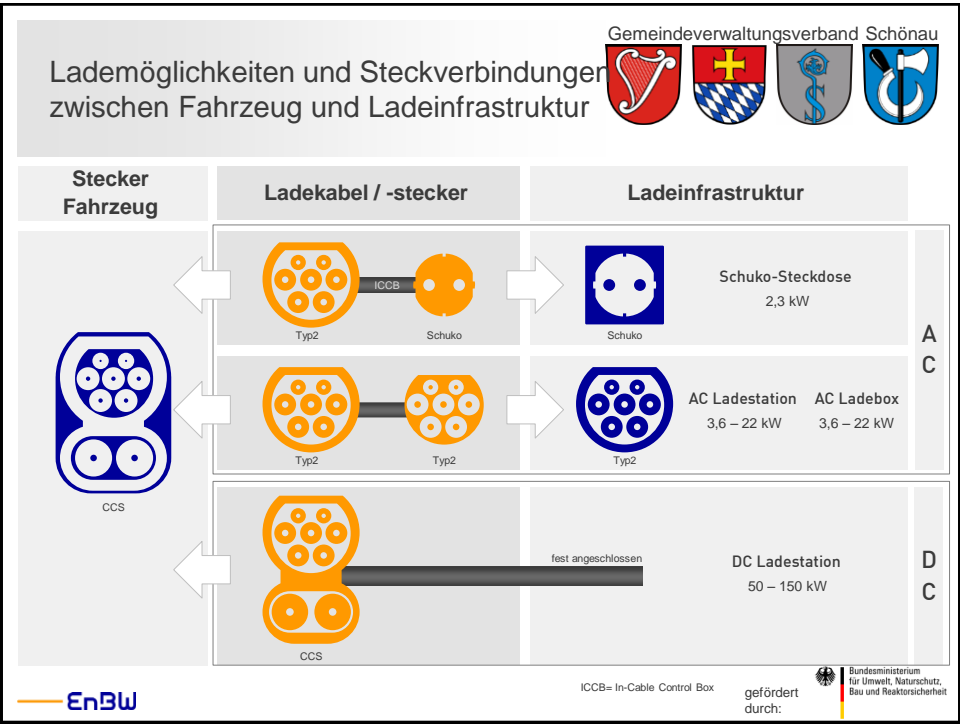 Gemeindeverwaltungsverband Schönau
Lademöglichkeiten und Steckverbindungen
zwischen Fahrzeug und Ladeinfrastruktur
Stecker
Fahrzeug
Ladekabel / -stecker
Ladeinfrastruktur
ICCB
Typ2
Schuko
Schuko
Schuko-Steckdose
2,3 kW
A
C
Typ2
Typ2
Typ2
AC Ladestation
3,6 – 22 kW
AC Ladebox
3,6 – 22 kW
CCS
fest angeschlossen
CCS
DC Ladestation
50 – 150 kW
D
C
EnBW
ICCB= In-Cable Control Box
gefördert
durch:
Bundesministerium
für Umwelt, Naturschutz,
Bau und Reaktorsicherheit